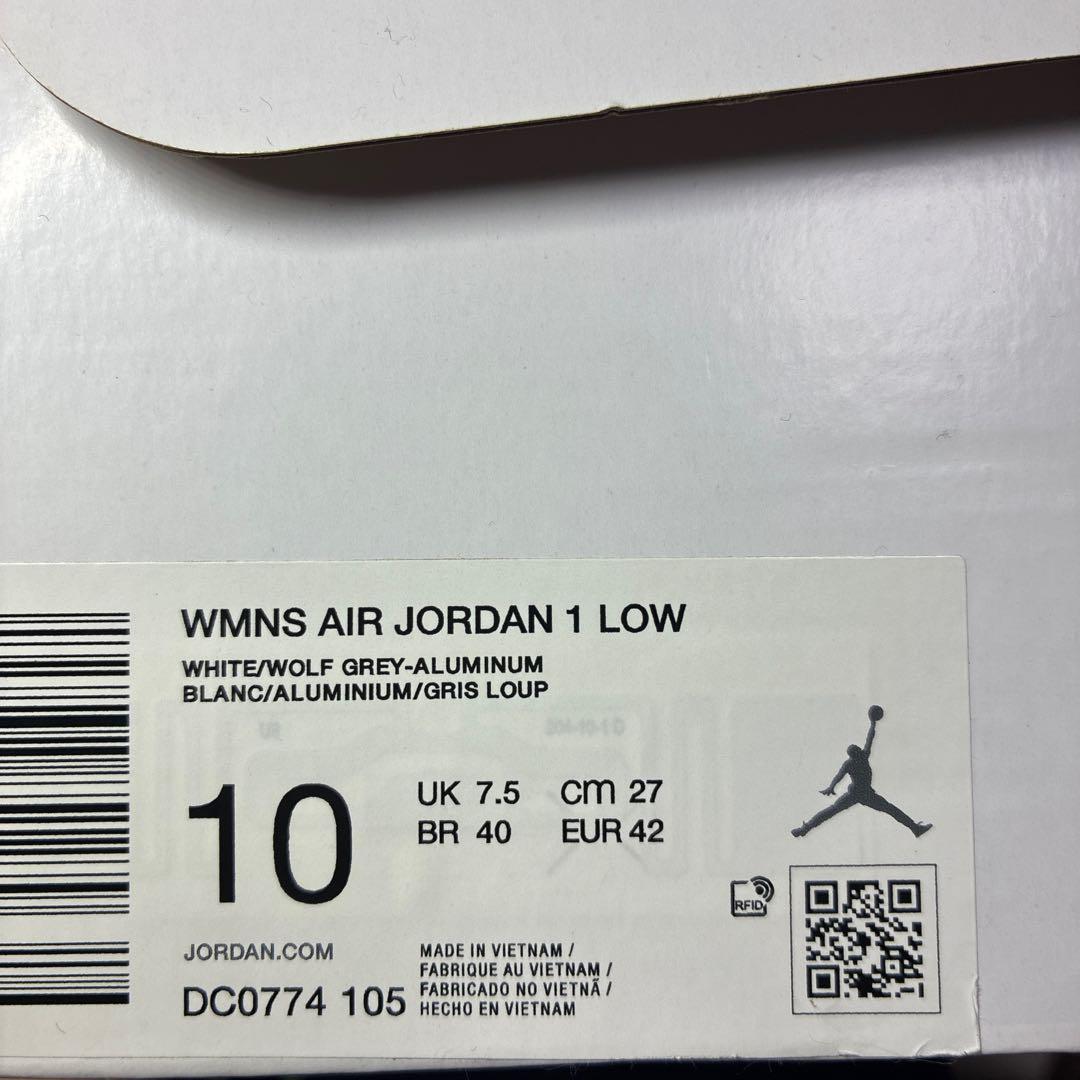 WMNS AIR JORDAN 1 LOW
WHITE/WOLF GREY-ALUMINUM
BLANC/ALUMINIUM/GRIS LOUP
10
UK 7.5 cm 27
BR 40 EUR 42
RFID
JORDAN.COM
DC0774 105
MADE IN VIETNAM /
FABRIQUE AU VIETNAM /
FABRICADO NO VIETNÃ /
HECHO EN VIETNAM